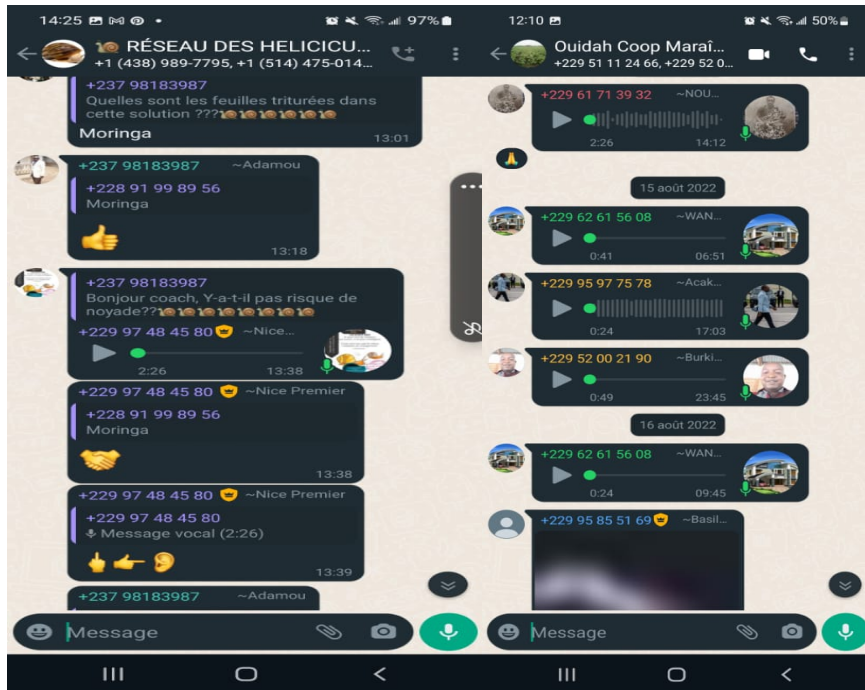 14:25
97%
RÉSEAU DES HELICICU...
+1 (438) 989-7795, +1 (514) 475-014...
+237 98183987
Quelles sont les feuilles triturées dans
cette solution ???
Moringa
13:01
+237 98183987 ~Adamou
+228 91 99 89 56
Moringa
13:18
+237 98183987
Bonjour coach, Y-a-t-il pas risque de
noyade??
+229 97 48 45 80 ~Nice...
2:26 13:38
+229 97 48 45 80 ~Nice Premier
+228 91 99 89 56
Moringa
13:38
+229 97 48 45 80 ~Nice Premier
+229 97 48 45 80
Message vocal (2:26)
13:39
+237 98183987 ~Adamou
Message
12:10
50%
Ouidah Coop Maraî...
+229 51 11 24 66, +229 52 0...
+229 61 71 39 32 ~NOU...
2:26 14:12
15 août 2022
+229 62 61 56 08 ~WAN...
0:41 06:51
+229 95 97 75 78 ~Acak...
0:24 17:03
+229 52 00 21 90 ~Burki...
0:49 23:45
16 août 2022
+229 62 61 56 08 ~WAN...
0:24 09:45
+229 95 85 51 69 ~Basil...
Message